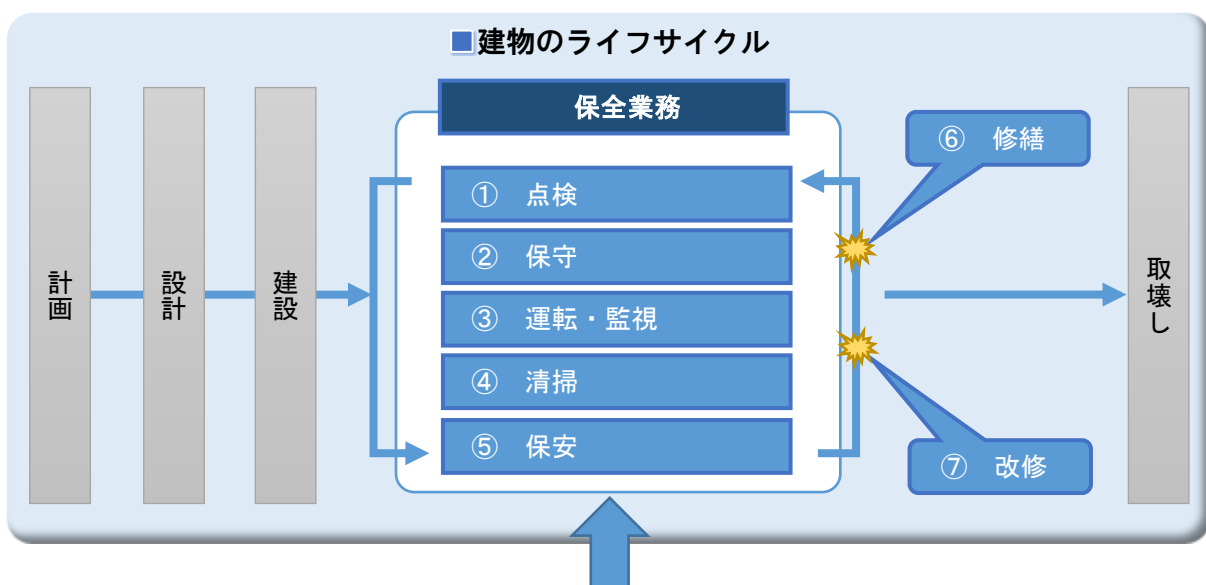 ■建物のライフサイクル
保全業務
計画
設計
建設
① 点検
② 保守
③ 運転・監視
④ 清掃
⑤ 保安
⑥ 修繕
⑦ 改修
取壊し